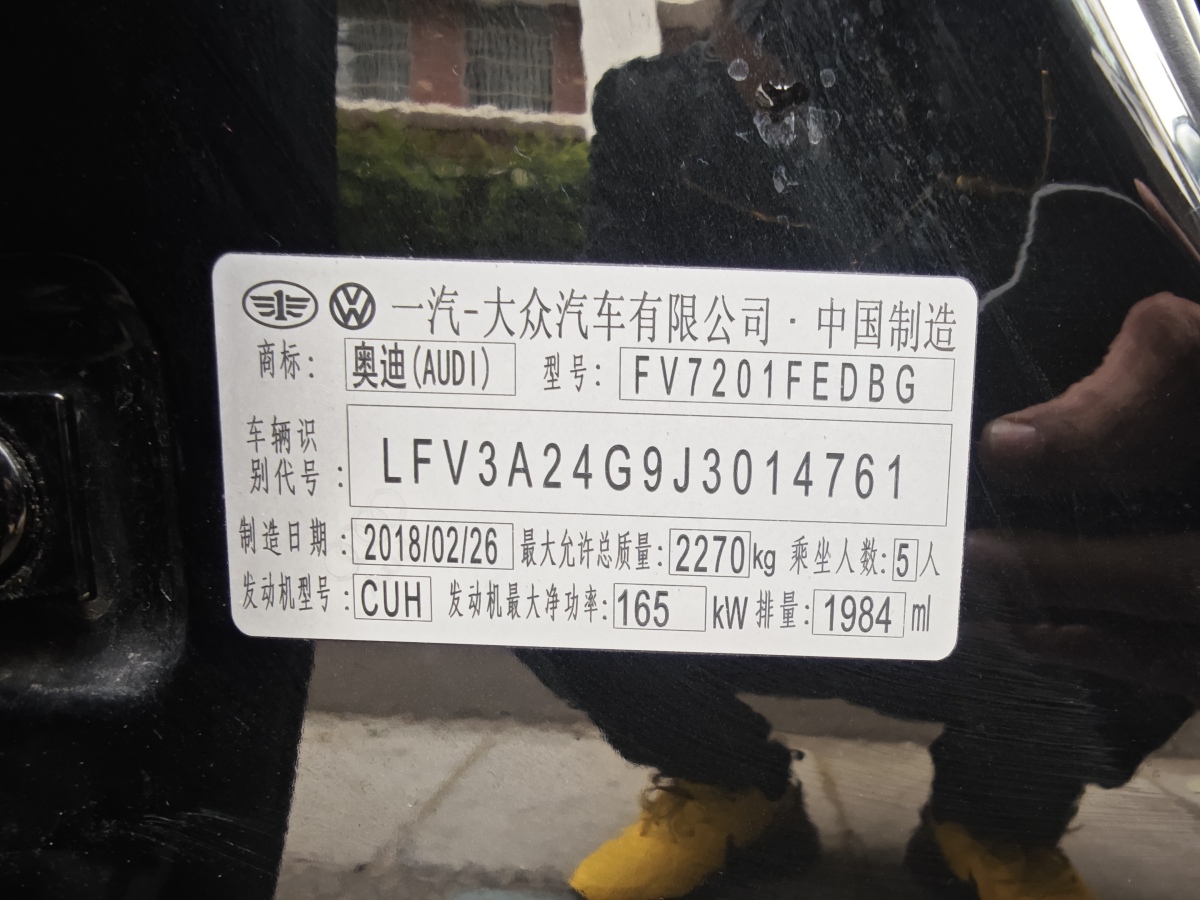 一汽-大众汽车有限公司·中国制造
商标: 奥迪(AUDI) 型号: FV7201FEDBG
车辆识别代号: LFV3A24G9J3014761
制造日期: 2018/02/26 最大允许总质量: 2270kg 乘坐人数: 5人
发动机型号: CUH 发动机最大净功率: 165 kW 排量: 1984 ml